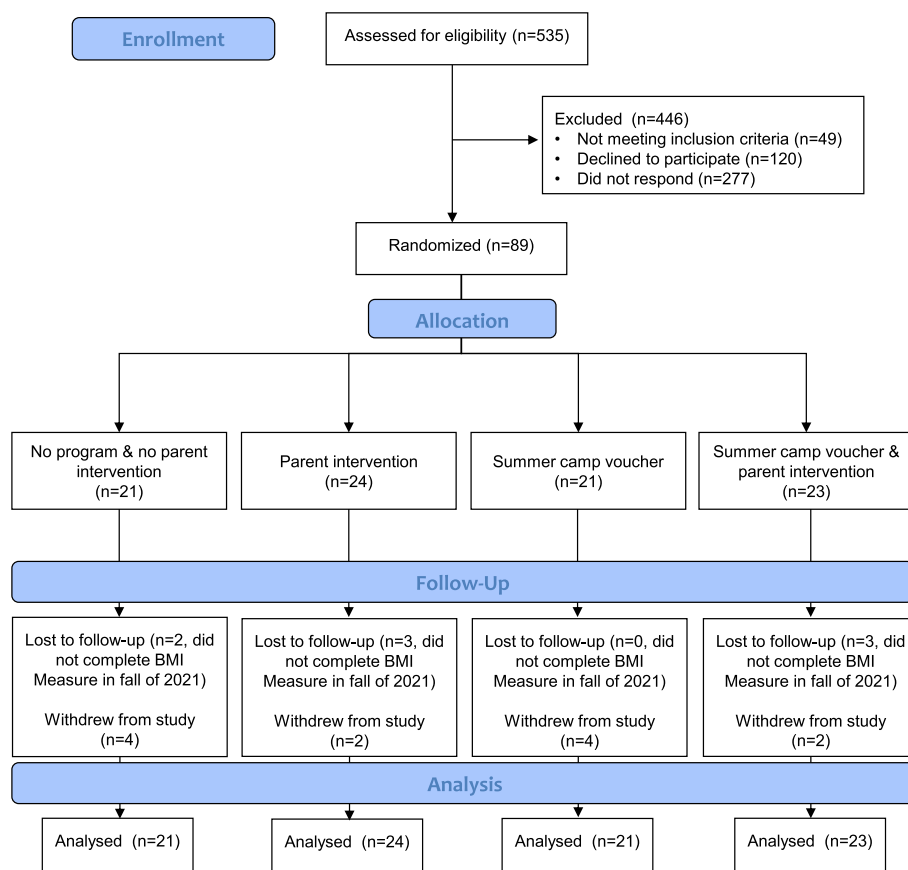 Enrollment
Assessed for eligibility (n=535)
Excluded (n=446)
• Not meeting inclusion criteria (n=49)
• Declined to participate (n=120)
• Did not respond (n=277)
Randomized (n=89)
Allocation
No program & no parent
intervention
(n=21)
Parent intervention
(n=24)
Summer camp voucher
(n=21)
Summer camp voucher &
parent intervention
(n=23)
Follow-Up
Lost to follow-up (n=2, did
not complete BMI
Measure in fall of 2021)
Withdrew from study
(n=4)
Lost to follow-up (n=3, did
not complete BMI
Measure in fall of 2021)
Withdrew from study
(n=2)
Lost to follow-up (n=0, did
not complete BMI
Measure in fall of 2021)
Withdrew from study
(n=4)
Lost to follow-up (n=3, did
not complete BMI
Measure in fall of 2021)
Withdrew from study
(n=2)
Analysis
Analysed (n=21)
Analysed (n=24)
Analysed (n=21)
Analysed (n=23)